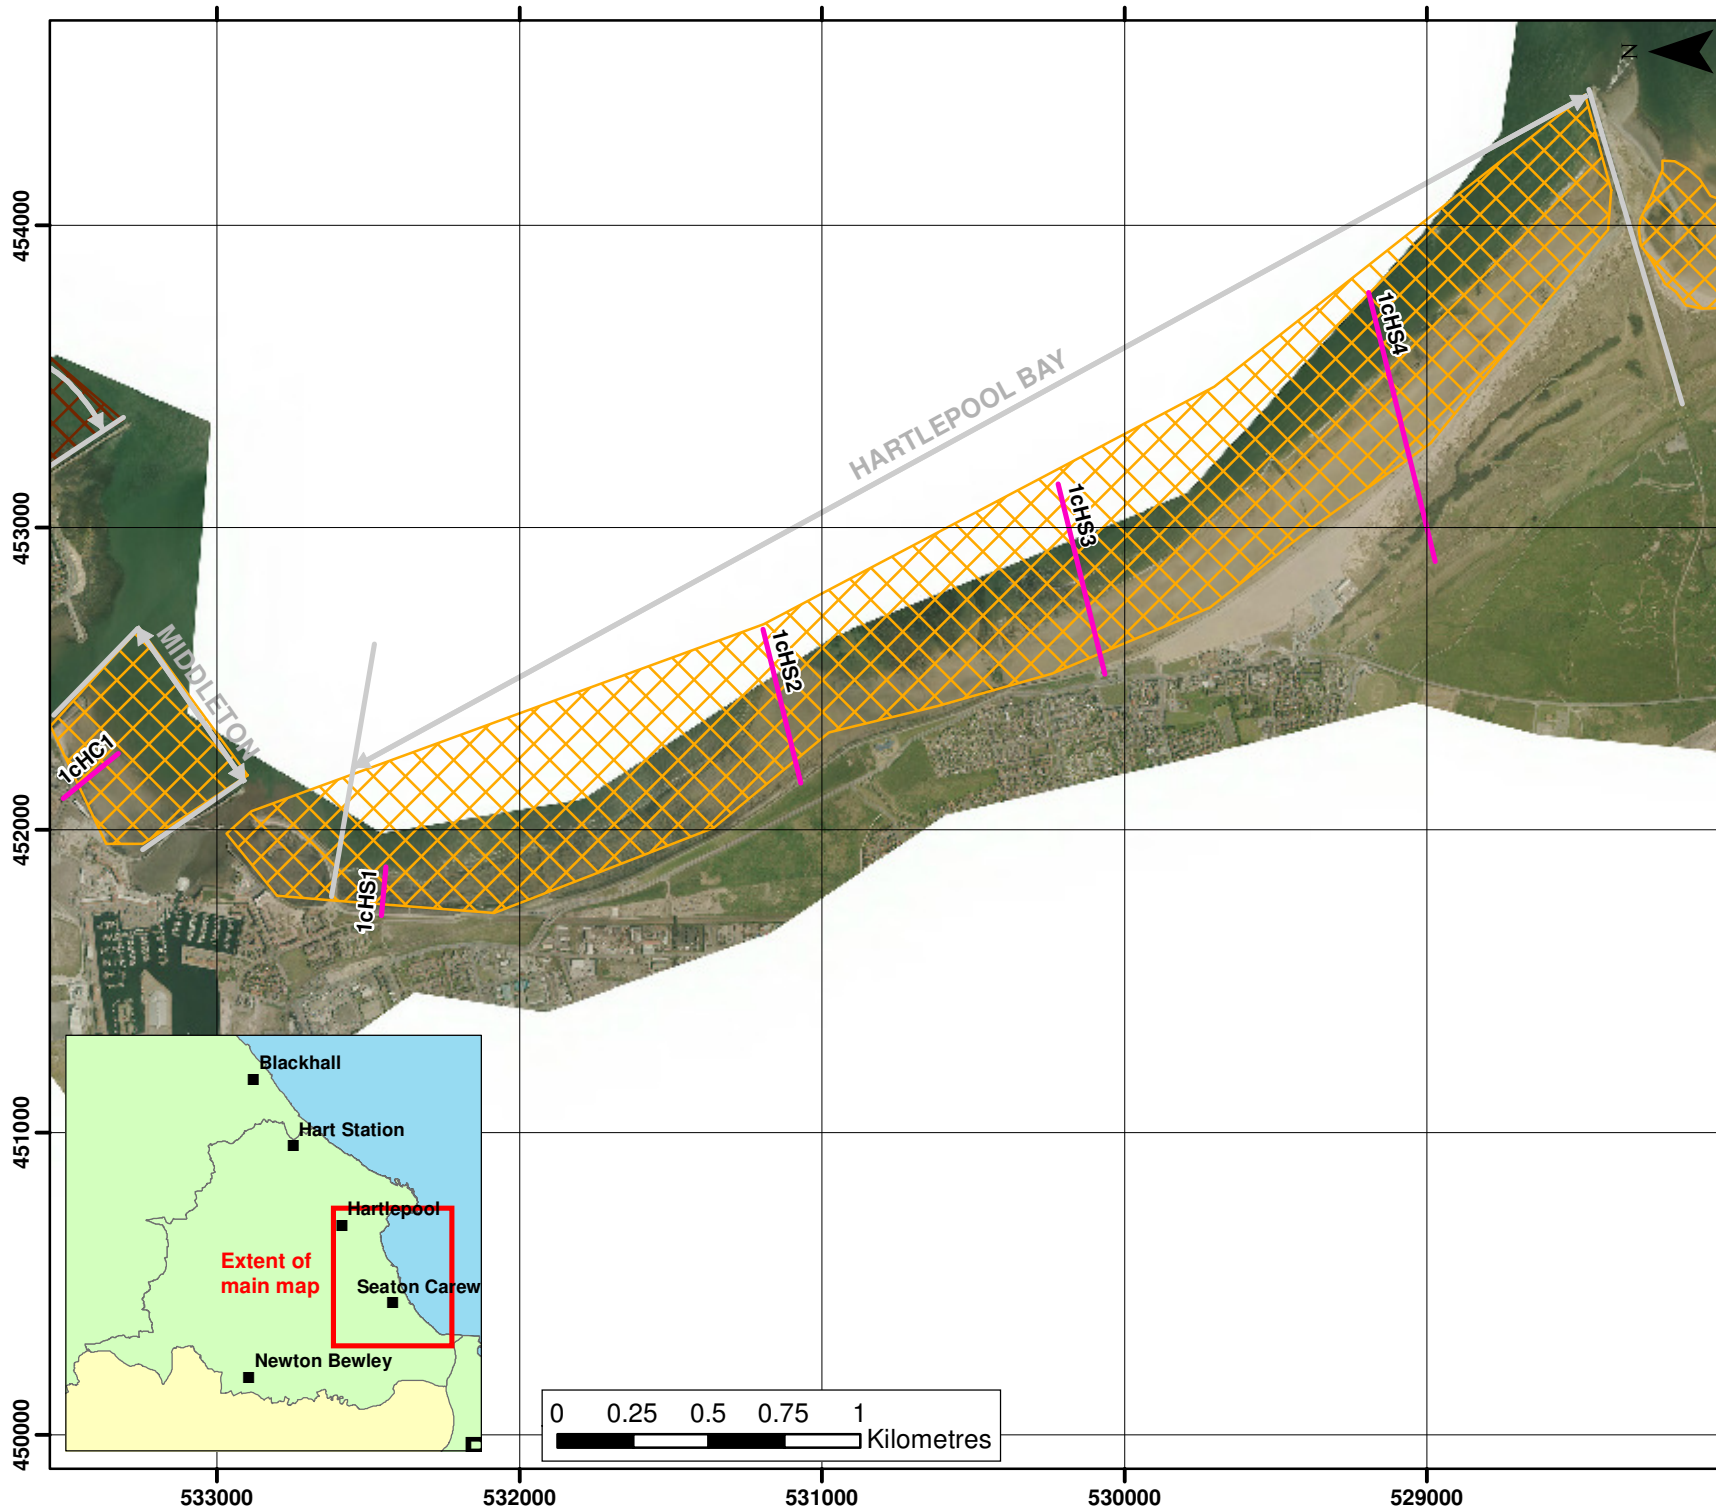 N
454000
453000
452000
451000
450000
HARTLEPOOL BAY
MIDDLETON
1cHS4
1cHS3
1cHS2
1cHC1
1cHS1
Blackhall
Hart Station
Hartlepool
Extent of
main map
Seaton Carew
Newton Bewley
0 0.25 0.5 0.75 1
Kilometres
533000 532000 531000 530000 529000